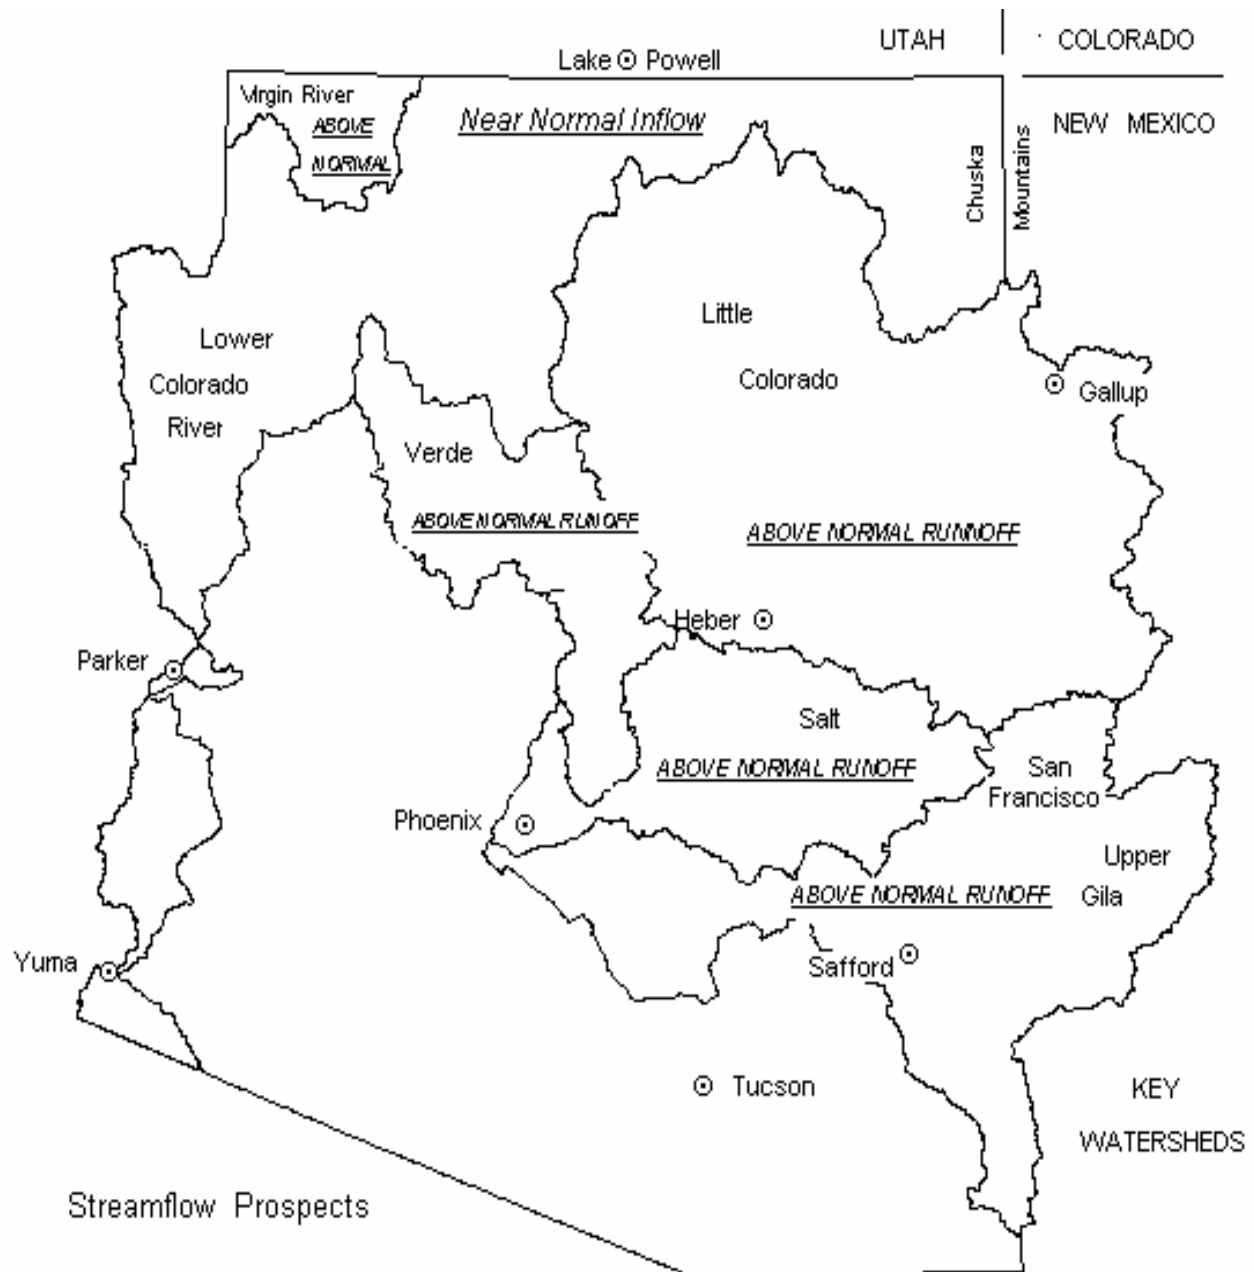 UTAH
COLORADO
Lake Powell
Virgin River
ABOVE
NORMAL
Near Normal Inflow
NEW MEXICO
Chuska
Mountains
Little
Lower
Colorado
River
Colorado
Gallup
Verde
ABOVE NORMAL RUNOFF
ABOVE NORMAL RUNNOFF
Heber
Parker
Salt
ABOVE NORMAL RUNOFF
San
Francisco
Phoenix
Upper
Gila
ABOVE NORMAL RUNOFF
Yuma
Safford
Tucson
KEY
WATERSHEDS
Streamflow Prospects